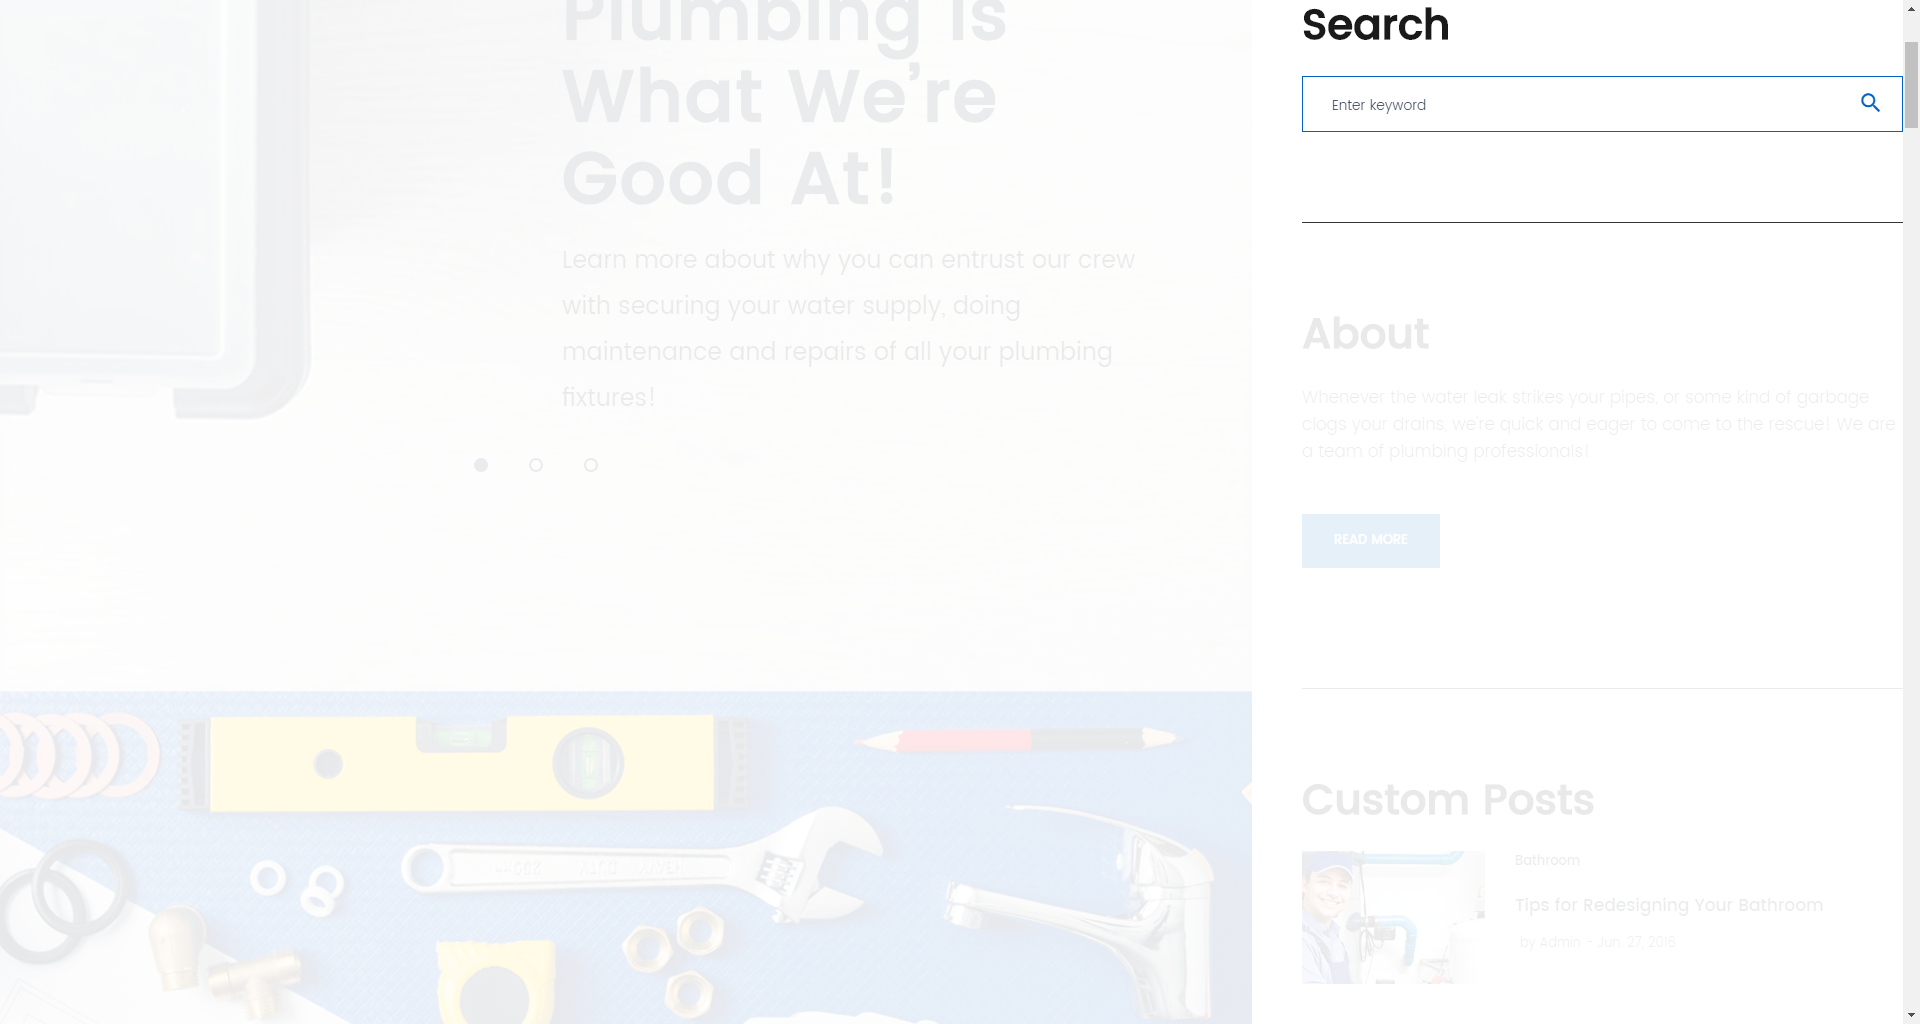 Plumbing Is
What We're
Good At!
Learn more about why you can entrust our crew
with securing your water supply, doing
maintenance and repairs of all your plumbing
fixtures!
Search
Enter keyword
About
Whenever the water leak strikes your pipes, or some kind of garbage
clogs your drains, we're quick and eager to come to the rescue! We are
a team of plumbing professionals!
READ MORE
Custom Posts
Bathroom
Tips for Redesigning Your Bathroom
by Admin - Jun. 27, 2016